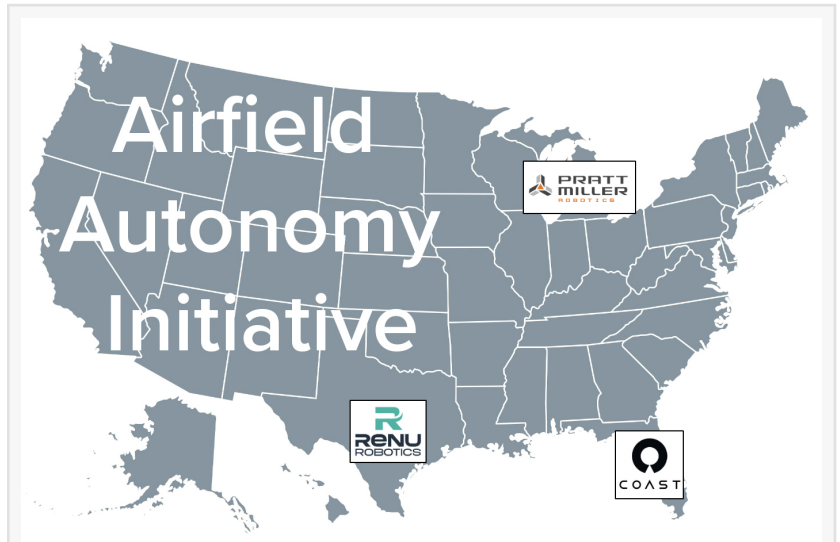 Airfield
Autonomy
Initiative
PRATT
MILLER
ROBOTICS
RENU
ROBOTICS
COAST